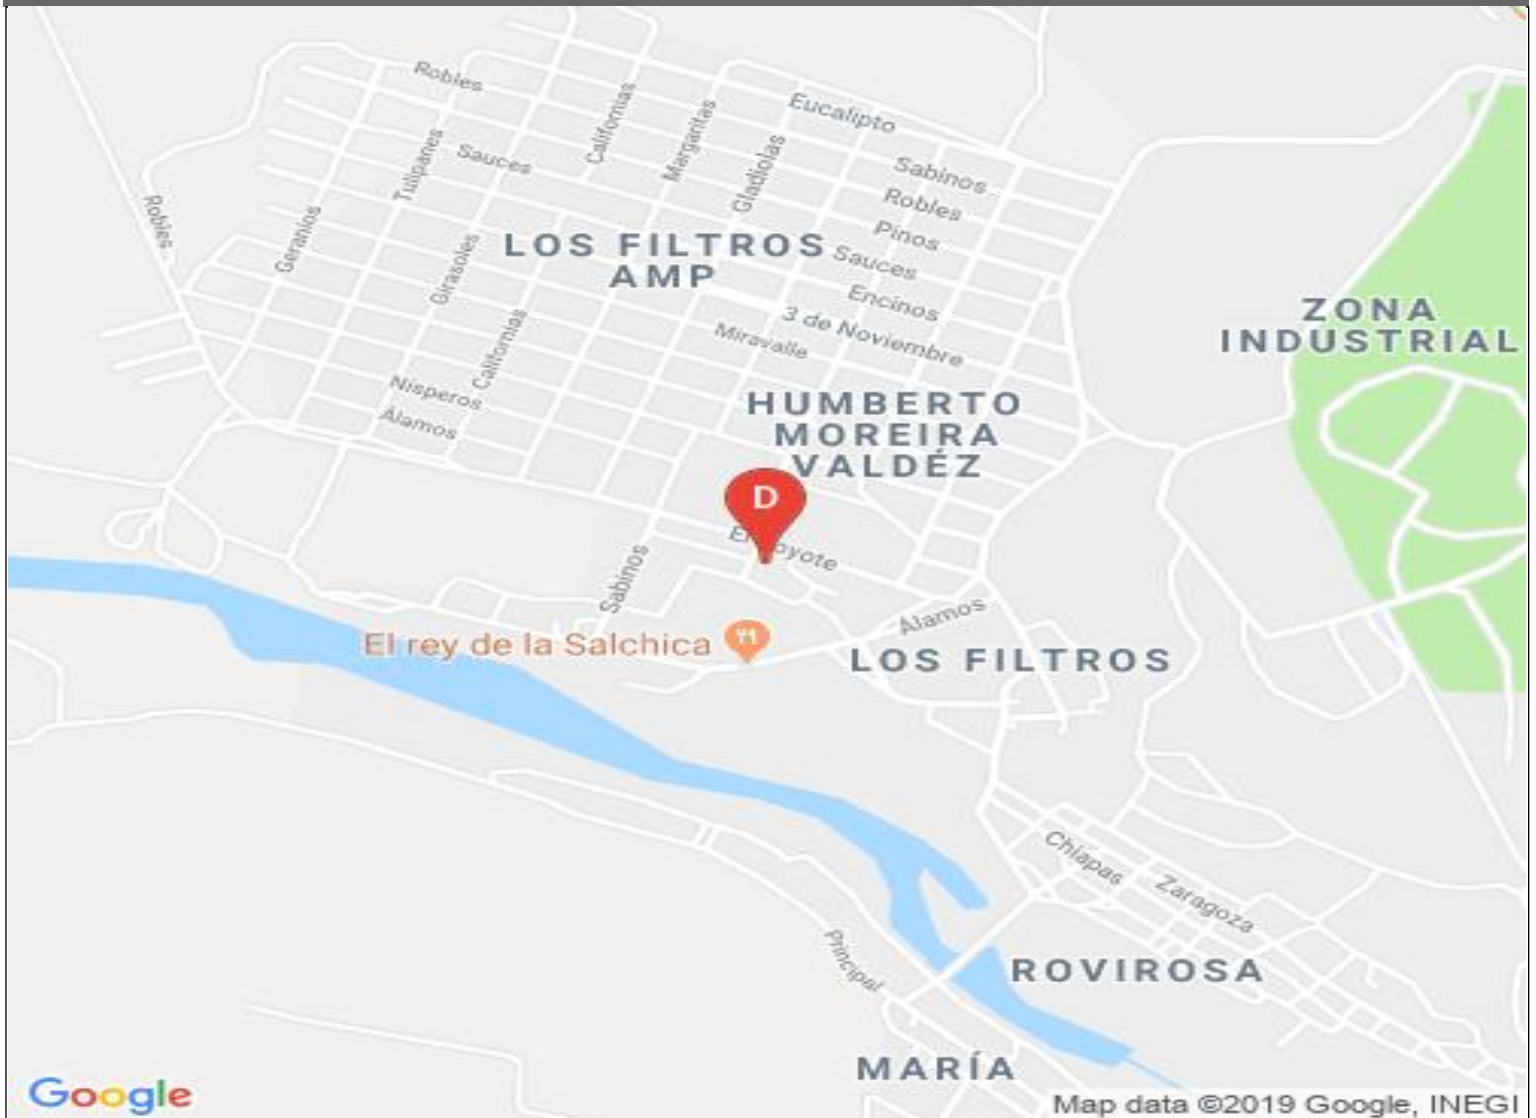 Robles
Eucalipto
Californias
Margaritas
Tulipanes
Sauces
Gladiolas
Sabinos
Robles
Robles
Pinos
Geranios
LOS FILTROS
AMP
Sauces
Girasoles
Encinos
ZONA
INDUSTRIAL
3 de Noviembre
Miravalle
Californias
Nísperos
Álamos
HUMBERTO
MOREIRA
VALDÉZ
D
Sabinos
Álamos
El rey de la Salchica
LOS FILTROS
Chiapas
Zaragoza
Principal
ROVIROSA
MARÍA
Google
Map data ©2019 Google, INEGI